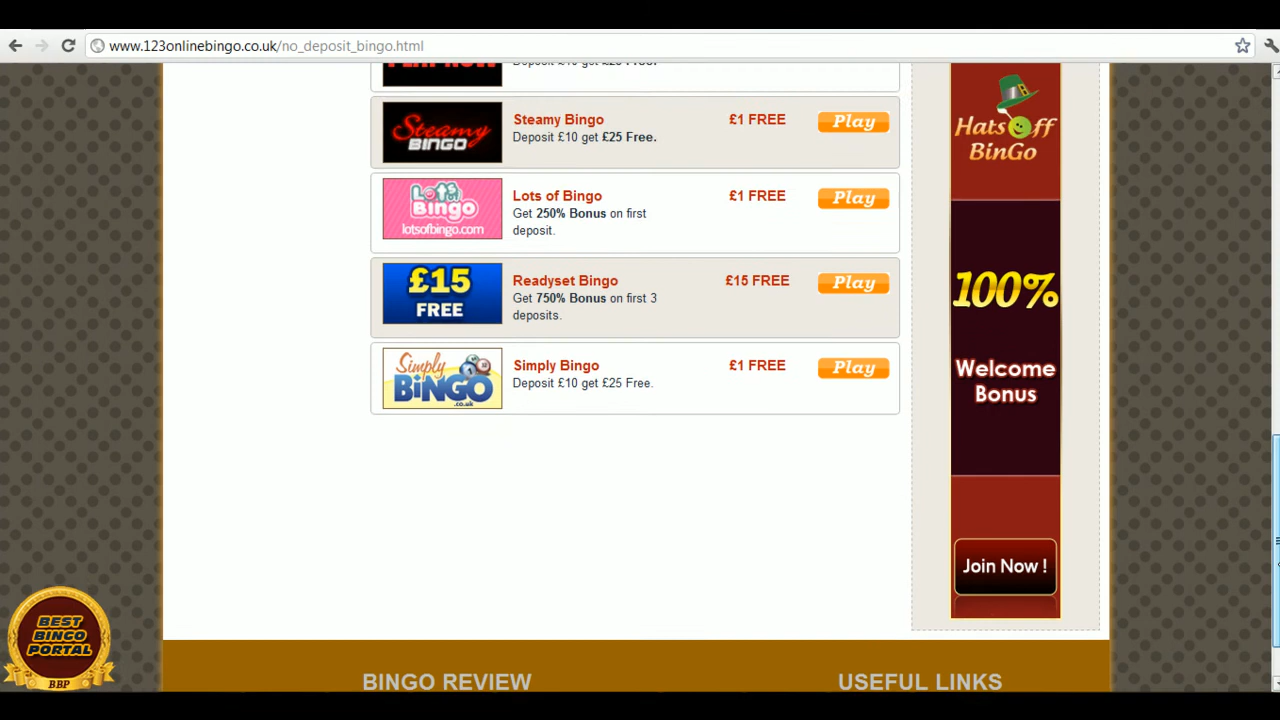 www.123onlinebingo.co.uk/no_deposit_bingo.html
Steamy BINGO
Steamy Bingo
Deposit £10 get £25 Free.
£1 FREE
Play
Lots of Bingo
lotsofbingo.com
Lots of Bingo
Get 250% Bonus on first
deposit.
£1 FREE
Play
£15
FREE
Readyset Bingo
Get 750% Bonus on first 3
deposits.
£15 FREE
Play
Simply
BiNGO
.co.uk
Simply Bingo
Deposit £10 get £25 Free.
£1 FREE
Play
Hats Off
BinGo
100%
Welcome
Bonus
Join Now !
BEST
BINGO
PORTAL
BBP
BINGO REVIEW
USEFUL LINKS